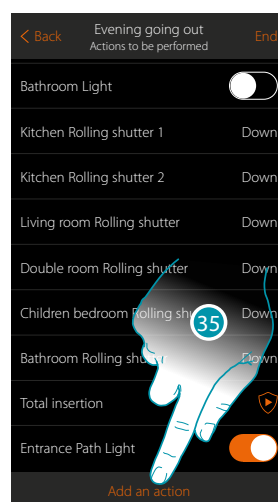 < Back Evening going out End
Actions to be performed
Bathroom Light
Kitchen Rolling shutter 1 Down
Kitchen Rolling shutter 2 Down
Living room Rolling shutter Down
Double room Rolling shutter Down
Children bedroom Rolling Down
35
Bathroom Rolling Down
Total insertion
Entrance Path Light
Add an action